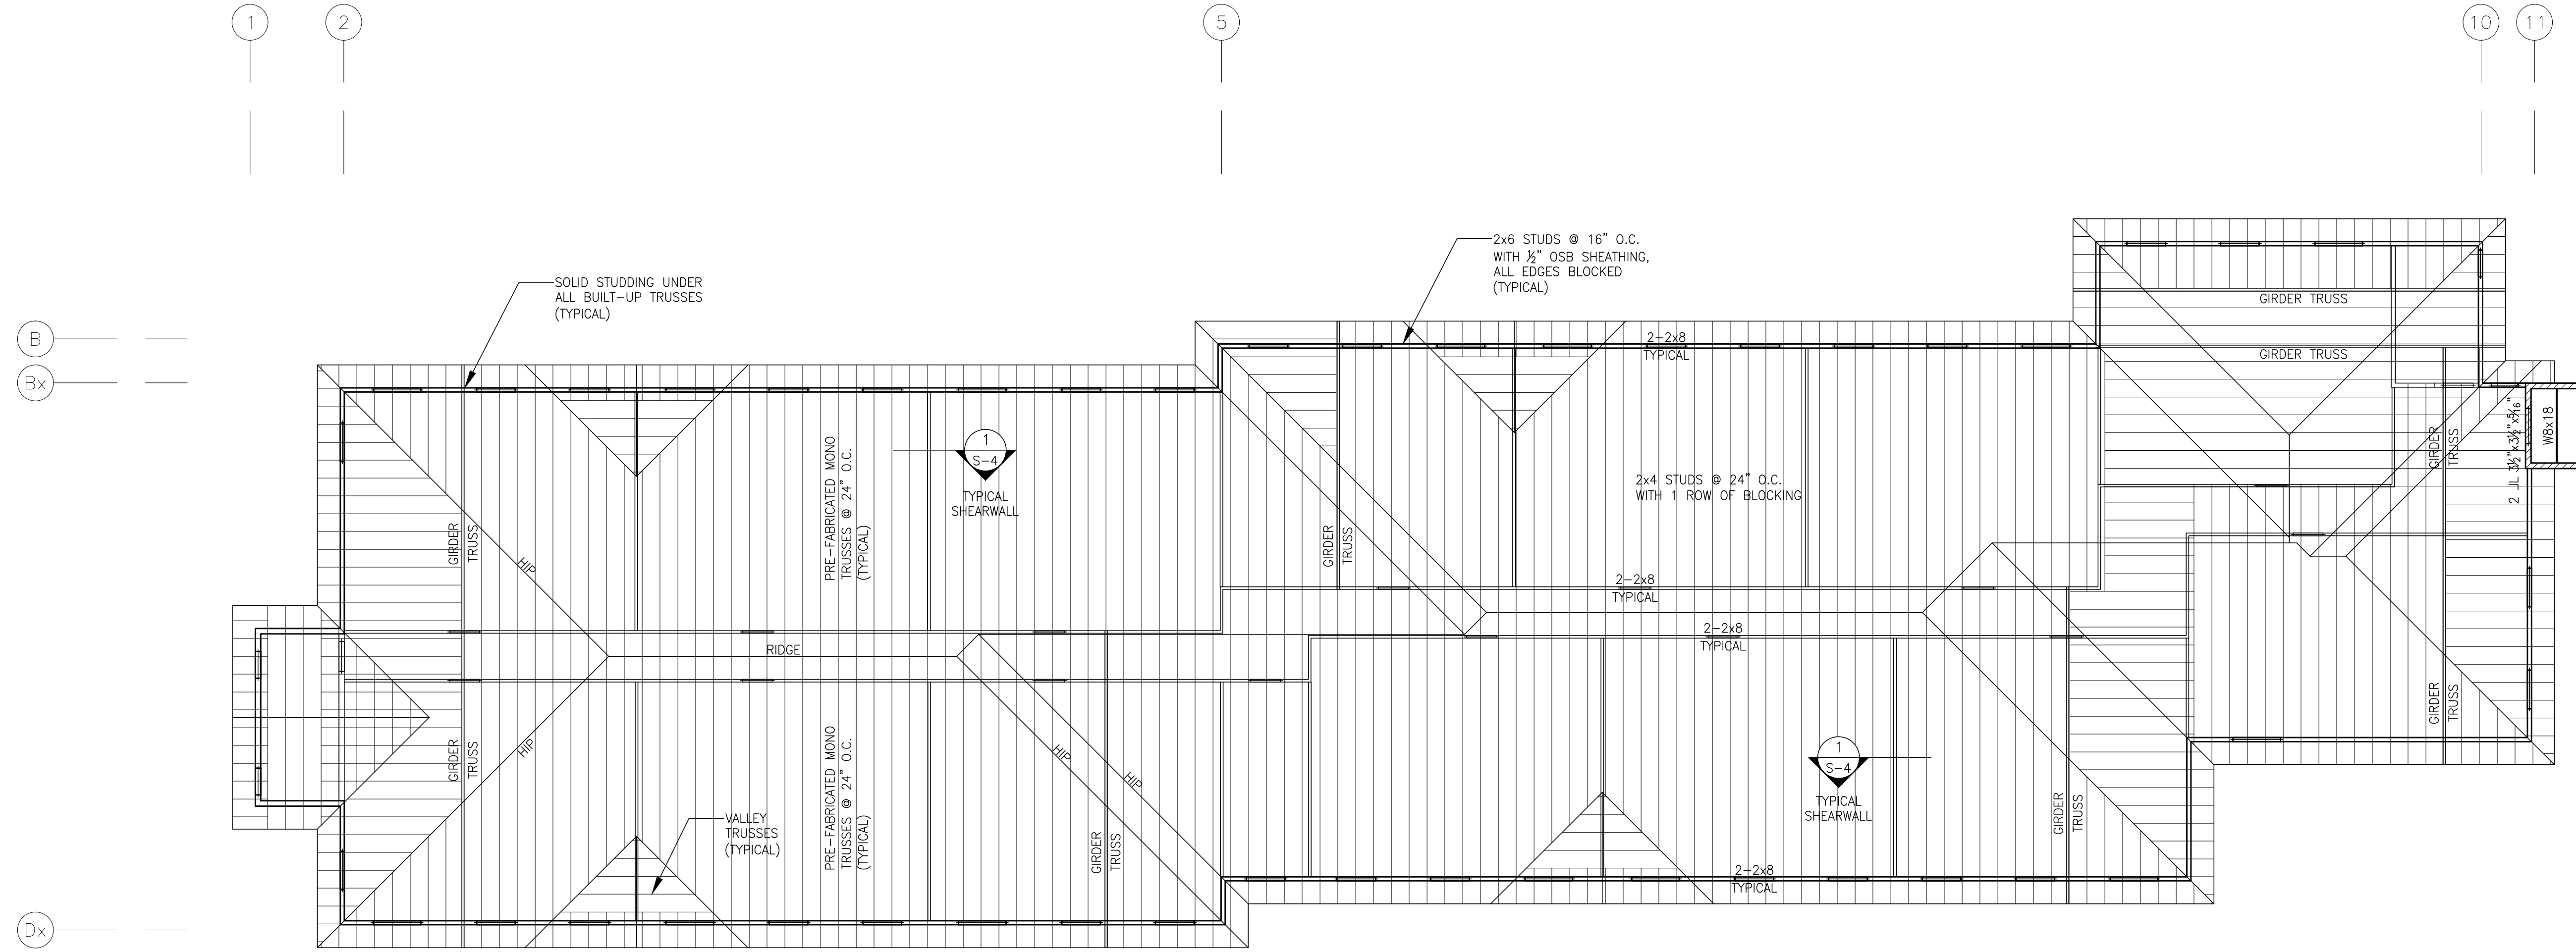 1
2
5
10
11
B
Bx
Dx
SOLID STUDDING UNDER
ALL BUILT-UP TRUSSES
(TYPICAL)
2x6 STUDS @ 16" O.C.
WITH ½" OSB SHEATHING,
ALL EDGES BLOCKED
(TYPICAL)
2-2x8
TYPICAL
GIRDER TRUSS
GIRDER TRUSS
PRE-FABRICATED MONO
TRUSSES @ 24" O.C.
(TYPICAL)
1
S-4
TYPICAL
SHEARWALL
2x4 STUDS @ 24" O.C.
WITH 1 ROW OF BLOCKING
GIRDER
TRUSS
GIRDER
TRUSS
GIRDER
TRUSS
2 JL 3½"x3½"x5/16"
W8x18
HIP
2-2x8
TYPICAL
RIDGE
2-2x8
TYPICAL
GIRDER
TRUSS
HIP
PRE-FABRICATED MONO
TRUSSES @ 24" O.C.
(TYPICAL)
HIP
HIP
1
S-4
TYPICAL
SHEARWALL
GIRDER
TRUSS
VALLEY
TRUSSES
(TYPICAL)
GIRDER
TRUSS
GIRDER
TRUSS
2-2x8
TYPICAL